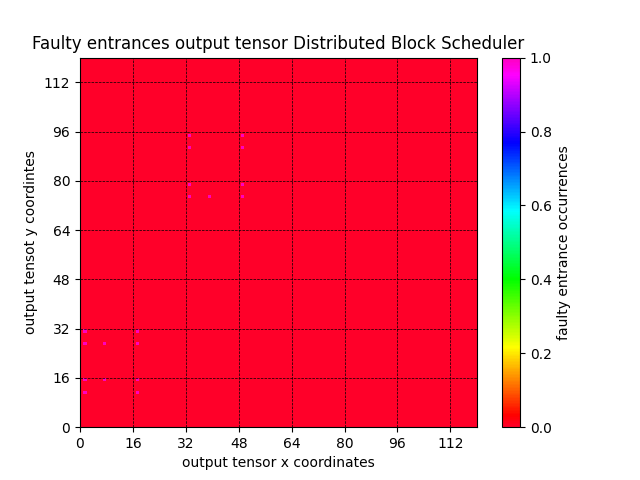 Faulty entrances output tensor Distributed Block Scheduler
output tensot y coordintes
112
96
80
64
48
32
16
0
0 16 32 48 64 80 96 112
output tensor x coordinates
1.0
0.8
0.6
0.4
0.2
0.0
faulty entrance occurrences